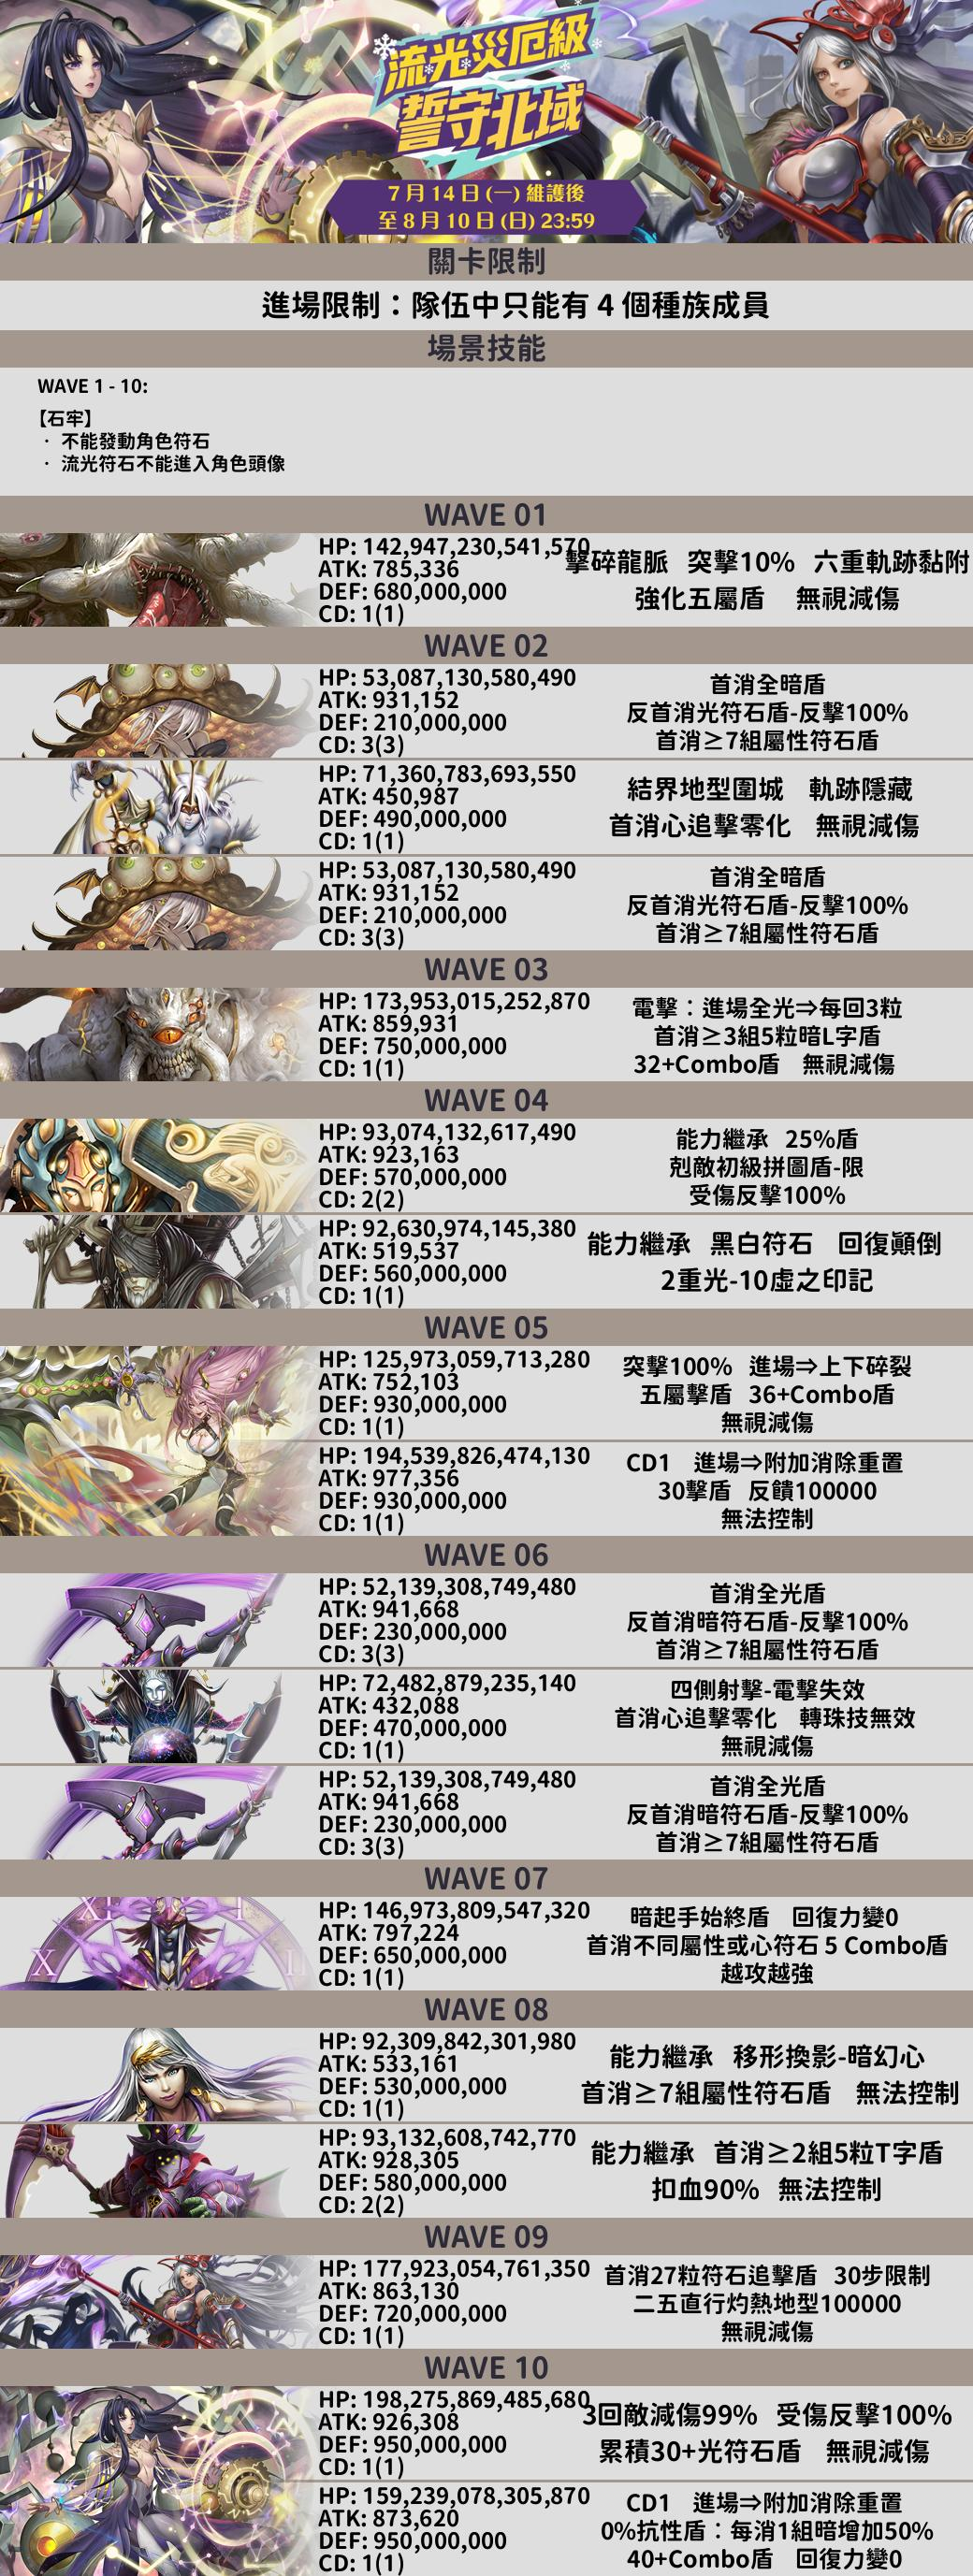 流光災厄級
誓守北域
7 月 14 日 (一) 維護後
至 8 月 10 日 (日) 23:59
關卡限制
進場限制：隊伍中只能有 4 個種族成員
場景技能
WAVE 1 - 10:
【石牢】
· 不能發動角色符石
· 流光符石不能進入角色頭像
WAVE 01
HP: 142,947,230,541,570
ATK: 785,336
DEF: 680,000,000
CD: 1(1)
擊碎龍脈 突擊10% 六重軌跡黏附
強化五屬盾 無視減傷
WAVE 02
HP: 53,087,130,580,490
ATK: 931,152
DEF: 210,000,000
CD: 3(3)
首消全暗盾
反首消光符石盾-反擊100%
首消≥7組屬性符石盾
HP: 71,360,783,693,550
ATK: 450,987
DEF: 490,000,000
CD: 1(1)
結界地型圍城 軌跡隱藏
首消心追擊零化 無視減傷
HP: 53,087,130,580,490
ATK: 931,152
DEF: 210,000,000
CD: 3(3)
首消全暗盾
反首消光符石盾-反擊100%
首消≥7組屬性符石盾
WAVE 03
HP: 173,953,015,252,870
ATK: 859,931
DEF: 750,000,000
CD: 1(1)
電擊：進場全光⇒每回3粒
首消≥3組5粒暗L字盾
32+Combo盾 無視減傷
WAVE 04
HP: 93,074,132,617,490
ATK: 923,163
DEF: 570,000,000
CD: 2(2)
能力繼承 25%盾
剋敵初級拼圖盾-限
受傷反擊100%
HP: 92,630,974,145,380
ATK: 519,537
DEF: 560,000,000
CD: 1(1)
能力繼承 黑白符石 回復顛倒
2重光-10虛之印記
WAVE 05
HP: 125,973,059,713,280
ATK: 752,103
DEF: 930,000,000
CD: 1(1)
突擊100% 進場⇒上下碎裂
五屬擊盾 36+Combo盾
無視減傷
HP: 194,539,826,474,130
ATK: 977,356
DEF: 930,000,000
CD: 1(1)
CD1 進場⇒附加消除重置
30擊盾 反饋100000
無法控制
WAVE 06
HP: 52,139,308,749,480
ATK: 941,668
DEF: 230,000,000
CD: 3(3)
首消全光盾
反首消暗符石盾-反擊100%
首消≥7組屬性符石盾
HP: 72,482,879,235,140
ATK: 432,088
DEF: 470,000,000
CD: 1(1)
四側射擊-電擊失效
首消心追擊零化 轉珠技無效
無視減傷
HP: 52,139,308,749,480
ATK: 941,668
DEF: 230,000,000
CD: 3(3)
首消全光盾
反首消暗符石盾-反擊100%
首消≥7組屬性符石盾
WAVE 07
HP: 146,973,809,547,320
ATK: 797,224
DEF: 650,000,000
CD: 1(1)
暗起手始終盾 回復力變0
首消不同屬性或心符石 5 Combo盾
越攻越強
WAVE 08
HP: 92,309,842,301,980
ATK: 533,161
DEF: 530,000,000
CD: 1(1)
能力繼承 移形換影-暗幻心
首消≥7組屬性符石盾 無法控制
HP: 93,132,608,742,770
ATK: 928,305
DEF: 580,000,000
CD: 2(2)
能力繼承 首消≥2組5粒T字盾
扣血90% 無法控制
WAVE 09
HP: 177,923,054,761,350
ATK: 863,130
DEF: 720,000,000
CD: 1(1)
首消27粒符石追擊盾 30步限制
二五直行灼熱地型100000
無視減傷
WAVE 10
HP: 198,275,869,485,680
ATK: 926,308
DEF: 950,000,000
CD: 1(1)
3回敵減傷99% 受傷反擊100%
累積30+光符石盾 無視減傷
HP: 159,239,078,305,870
ATK: 873,620
DEF: 950,000,000
CD: 1(1)
CD1 進場⇒附加消除重置
0%抗性盾：每消1組暗增加50%
40+Combo盾 回復力變0